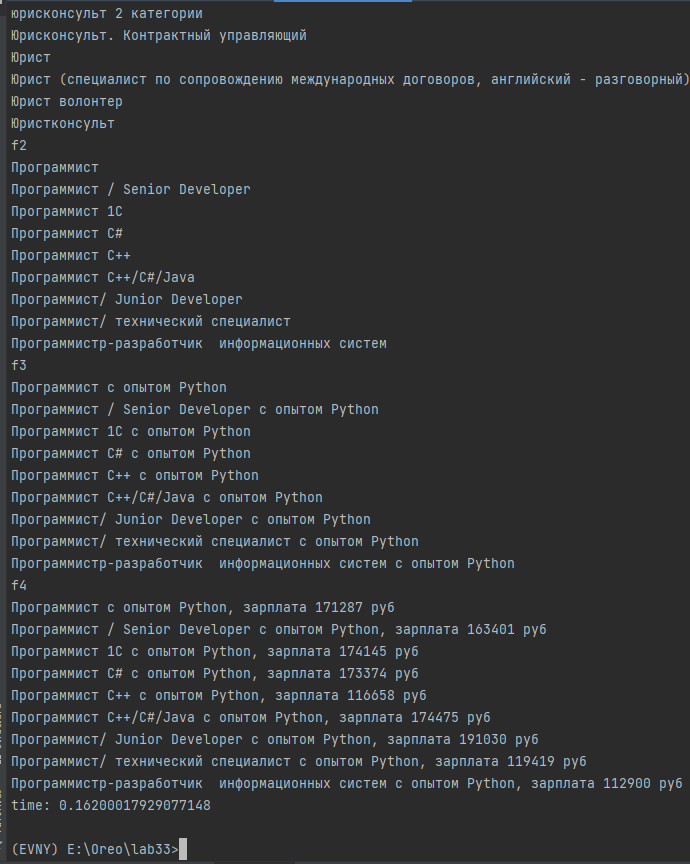 юрисконсульт 2 категории
Юрисконсульт. Контрактный управляющий
Юрист
Юрист (специалист по сопровождению международных договоров, английский - разговорный)
Юрист волонтер
Юристконсульт
f2
Программист
Программист / Senior Developer
Программист 1C
Программист C#
Программист C++
Программист C++/C#/Java
Программист/ Junior Developer
Программист/ технический специалист
Программистр-разработчик  информационных систем
f3
Программист с опытом Python
Программист / Senior Developer с опытом Python
Программист 1C с опытом Python
Программист C# с опытом Python
Программист C++ с опытом Python
Программист C++/C#/Java с опытом Python
Программист/ Junior Developer с опытом Python
Программист/ технический специалист с опытом Python
Программистр-разработчик  информационных систем с опытом Python
f4
Программист с опытом Python, зарплата 171287 руб
Программист / Senior Developer с опытом Python, зарплата 163401 руб
Программист 1C с опытом Python, зарплата 174145 руб
Программист C# с опытом Python, зарплата 173374 руб
Программист C++ с опытом Python, зарплата 116658 руб
Программист C++/C#/Java с опытом Python, зарплата 174475 руб
Программист/ Junior Developer с опытом Python, зарплата 191030 руб
Программист/ технический специалист с опытом Python, зарплата 119419 руб
Программистр-разработчик  информационных систем с опытом Python, зарплата 112900 руб
time: 0.16200017929077148
(EVNY) E:\Oreo\lab33>